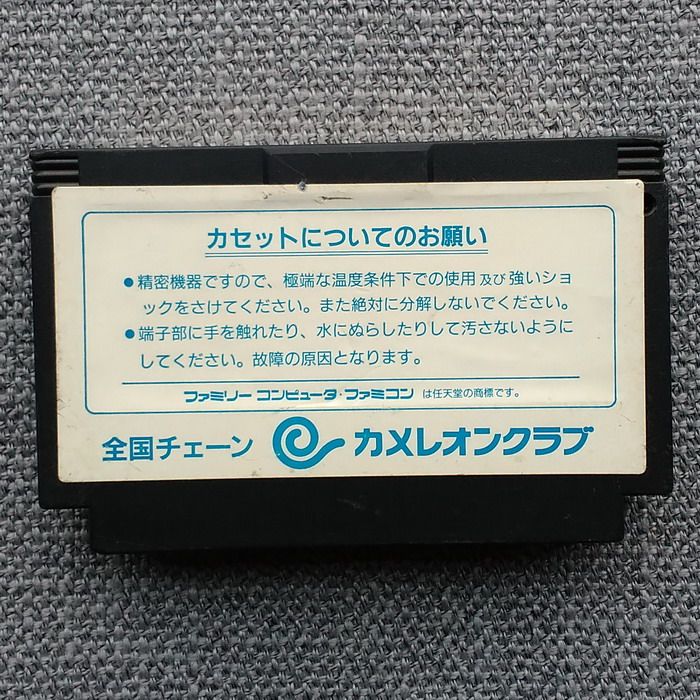 カセットについてのお願い
●精密機器ですので、極端な温度条件下での使用及び強いショ
ックをさけてください。また絶対に分解しないでください。
●端子部に手を触れたり、水にぬらしたりして汚さないように
してください。故障の原因となります。
ファミリーコンピュータ・ファミコン は任天堂の商標です。
全国チェーン カメレオンクラブ